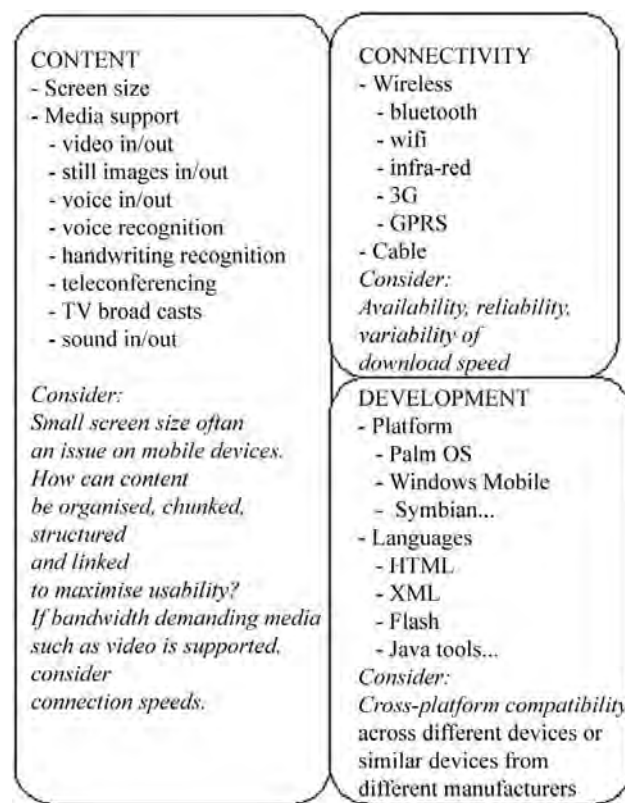 CONTENT
- Screen size
- Media support
- video in/out
- still images in/out
- voice in/out
- voice recognition
- handwriting recognition
- teleconferencing
- TV broad casts
- sound in/out
Consider:
Small screen size oftan
an issue on mobile devices.
How can content
be organised, chunked,
structured
and linked
to maximise usability?
If bandwidth demanding media
such as video is supported,
consider
connection speeds.
CONNECTIVITY
- Wireless
- bluetooth
- wifi
- infra-red
- 3G
- GPRS
- Cable
Consider:
Availability, reliability,
variability of
download speed
DEVELOPMENT
- Platform
- Palm OS
- Windows Mobile
- Symbian...
- Languages
- HTML
- XML
- Flash
- Java tools...
Consider:
Cross-platform compatibility
across different devices or
similar devices from
different manufacturers